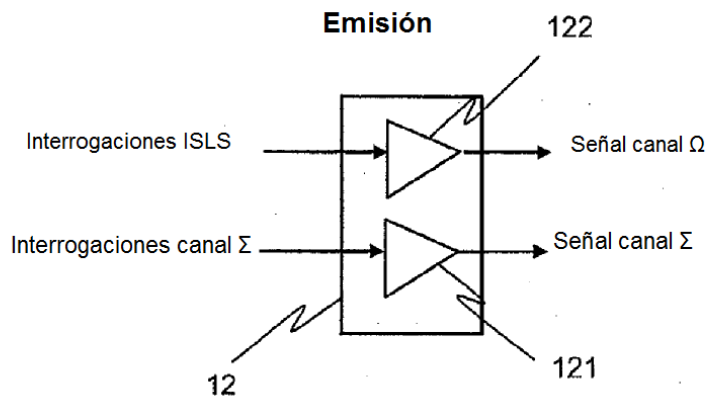 Emisión
122
Interrogaciones ISLS
Señal canal Ω
Interrogaciones canal Σ
Señal canal Σ
12
121